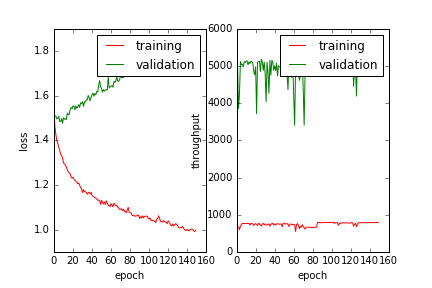 1.8
1.6
1.4
1.2
1.0
loss
0 20 40 60 80 100 120 140 160
epoch
training
validation
6000
5000
4000
3000
2000
1000
0
throughput
0 20 40 60 80 100 120 140 160
epoch
training
validation